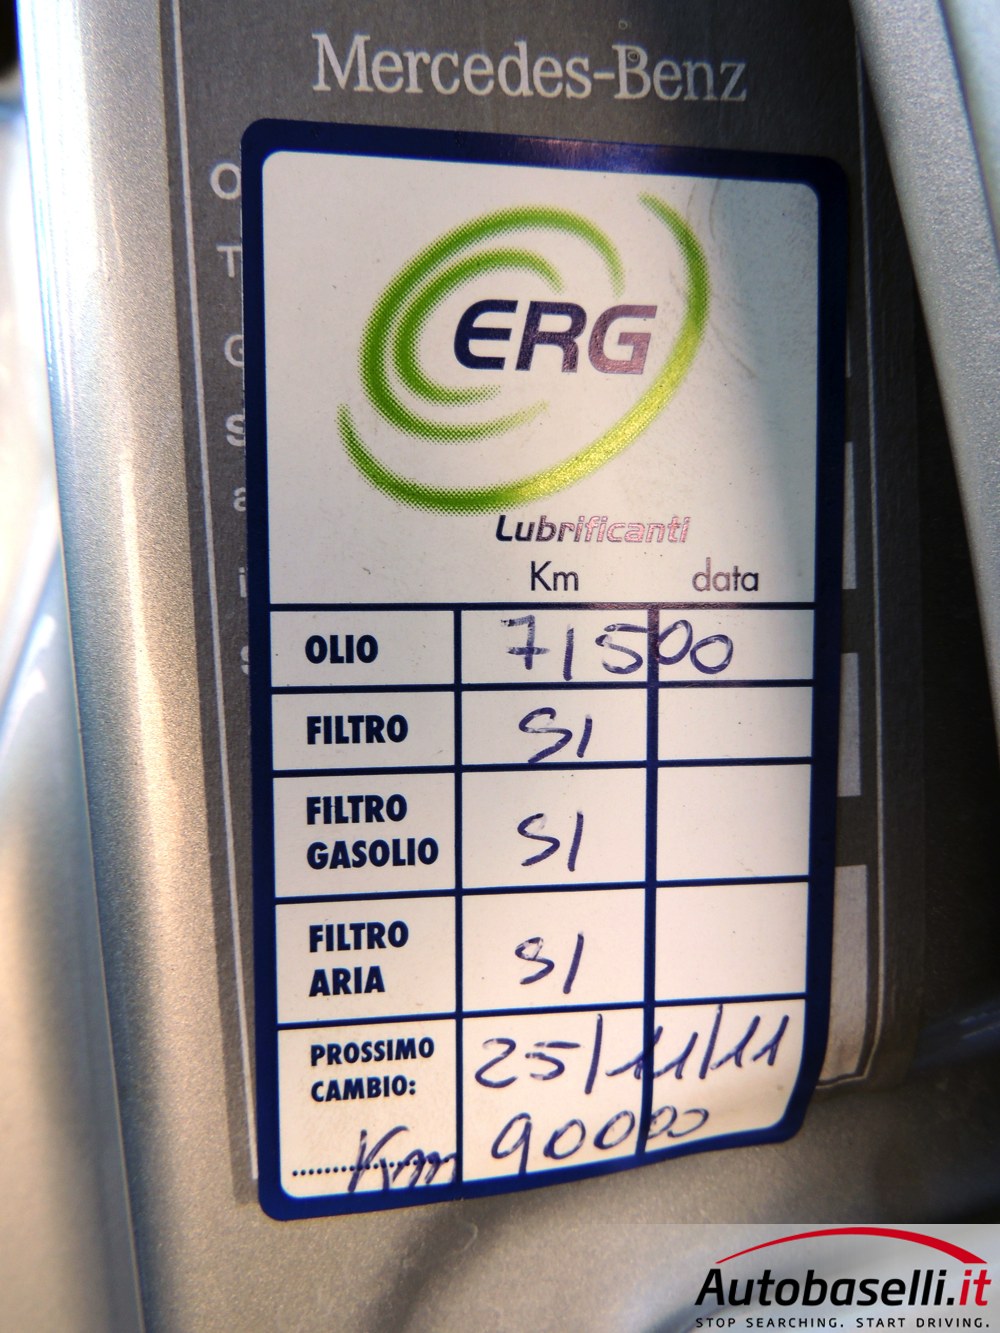 Mercedes-Benz
O
T
G
S
a
ERG
Lubrificanti
Km data
OLIO 71500
FILTRO SI
FILTRO
GASOLIO SI
FILTRO
ARIA SI
PROSSIMO
CAMBIO: 25/11/11
Km 90000
Autobaselli.it
STOP SEARCHING. START DRIVING.